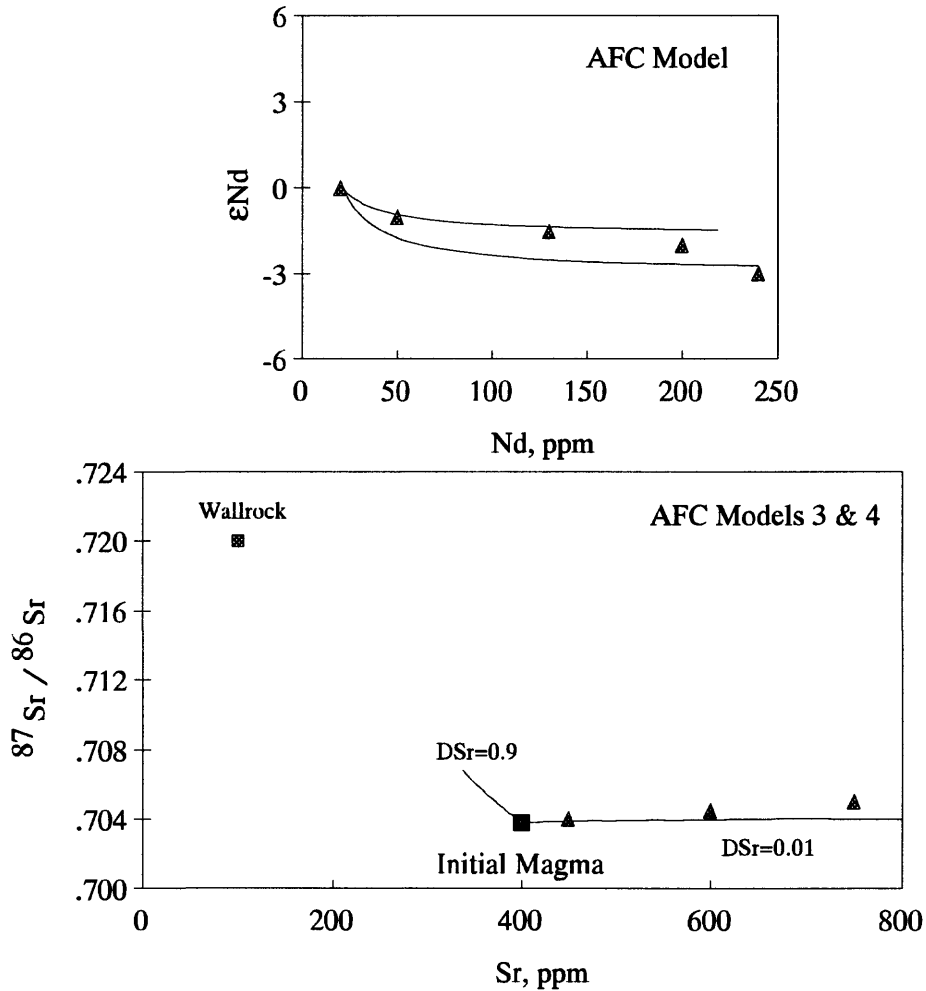 6
AFC Model
3
εNd
0
-3
-6
0 50 100 150 200 250
Nd, ppm
.724
Wallrock
AFC Models 3 & 4
.720
.716
87Sr / 86Sr
.712
.708
DSr=0.9
.704
Initial Magma
DSr=0.01
.700
0 200 400 600 800
Sr, ppm